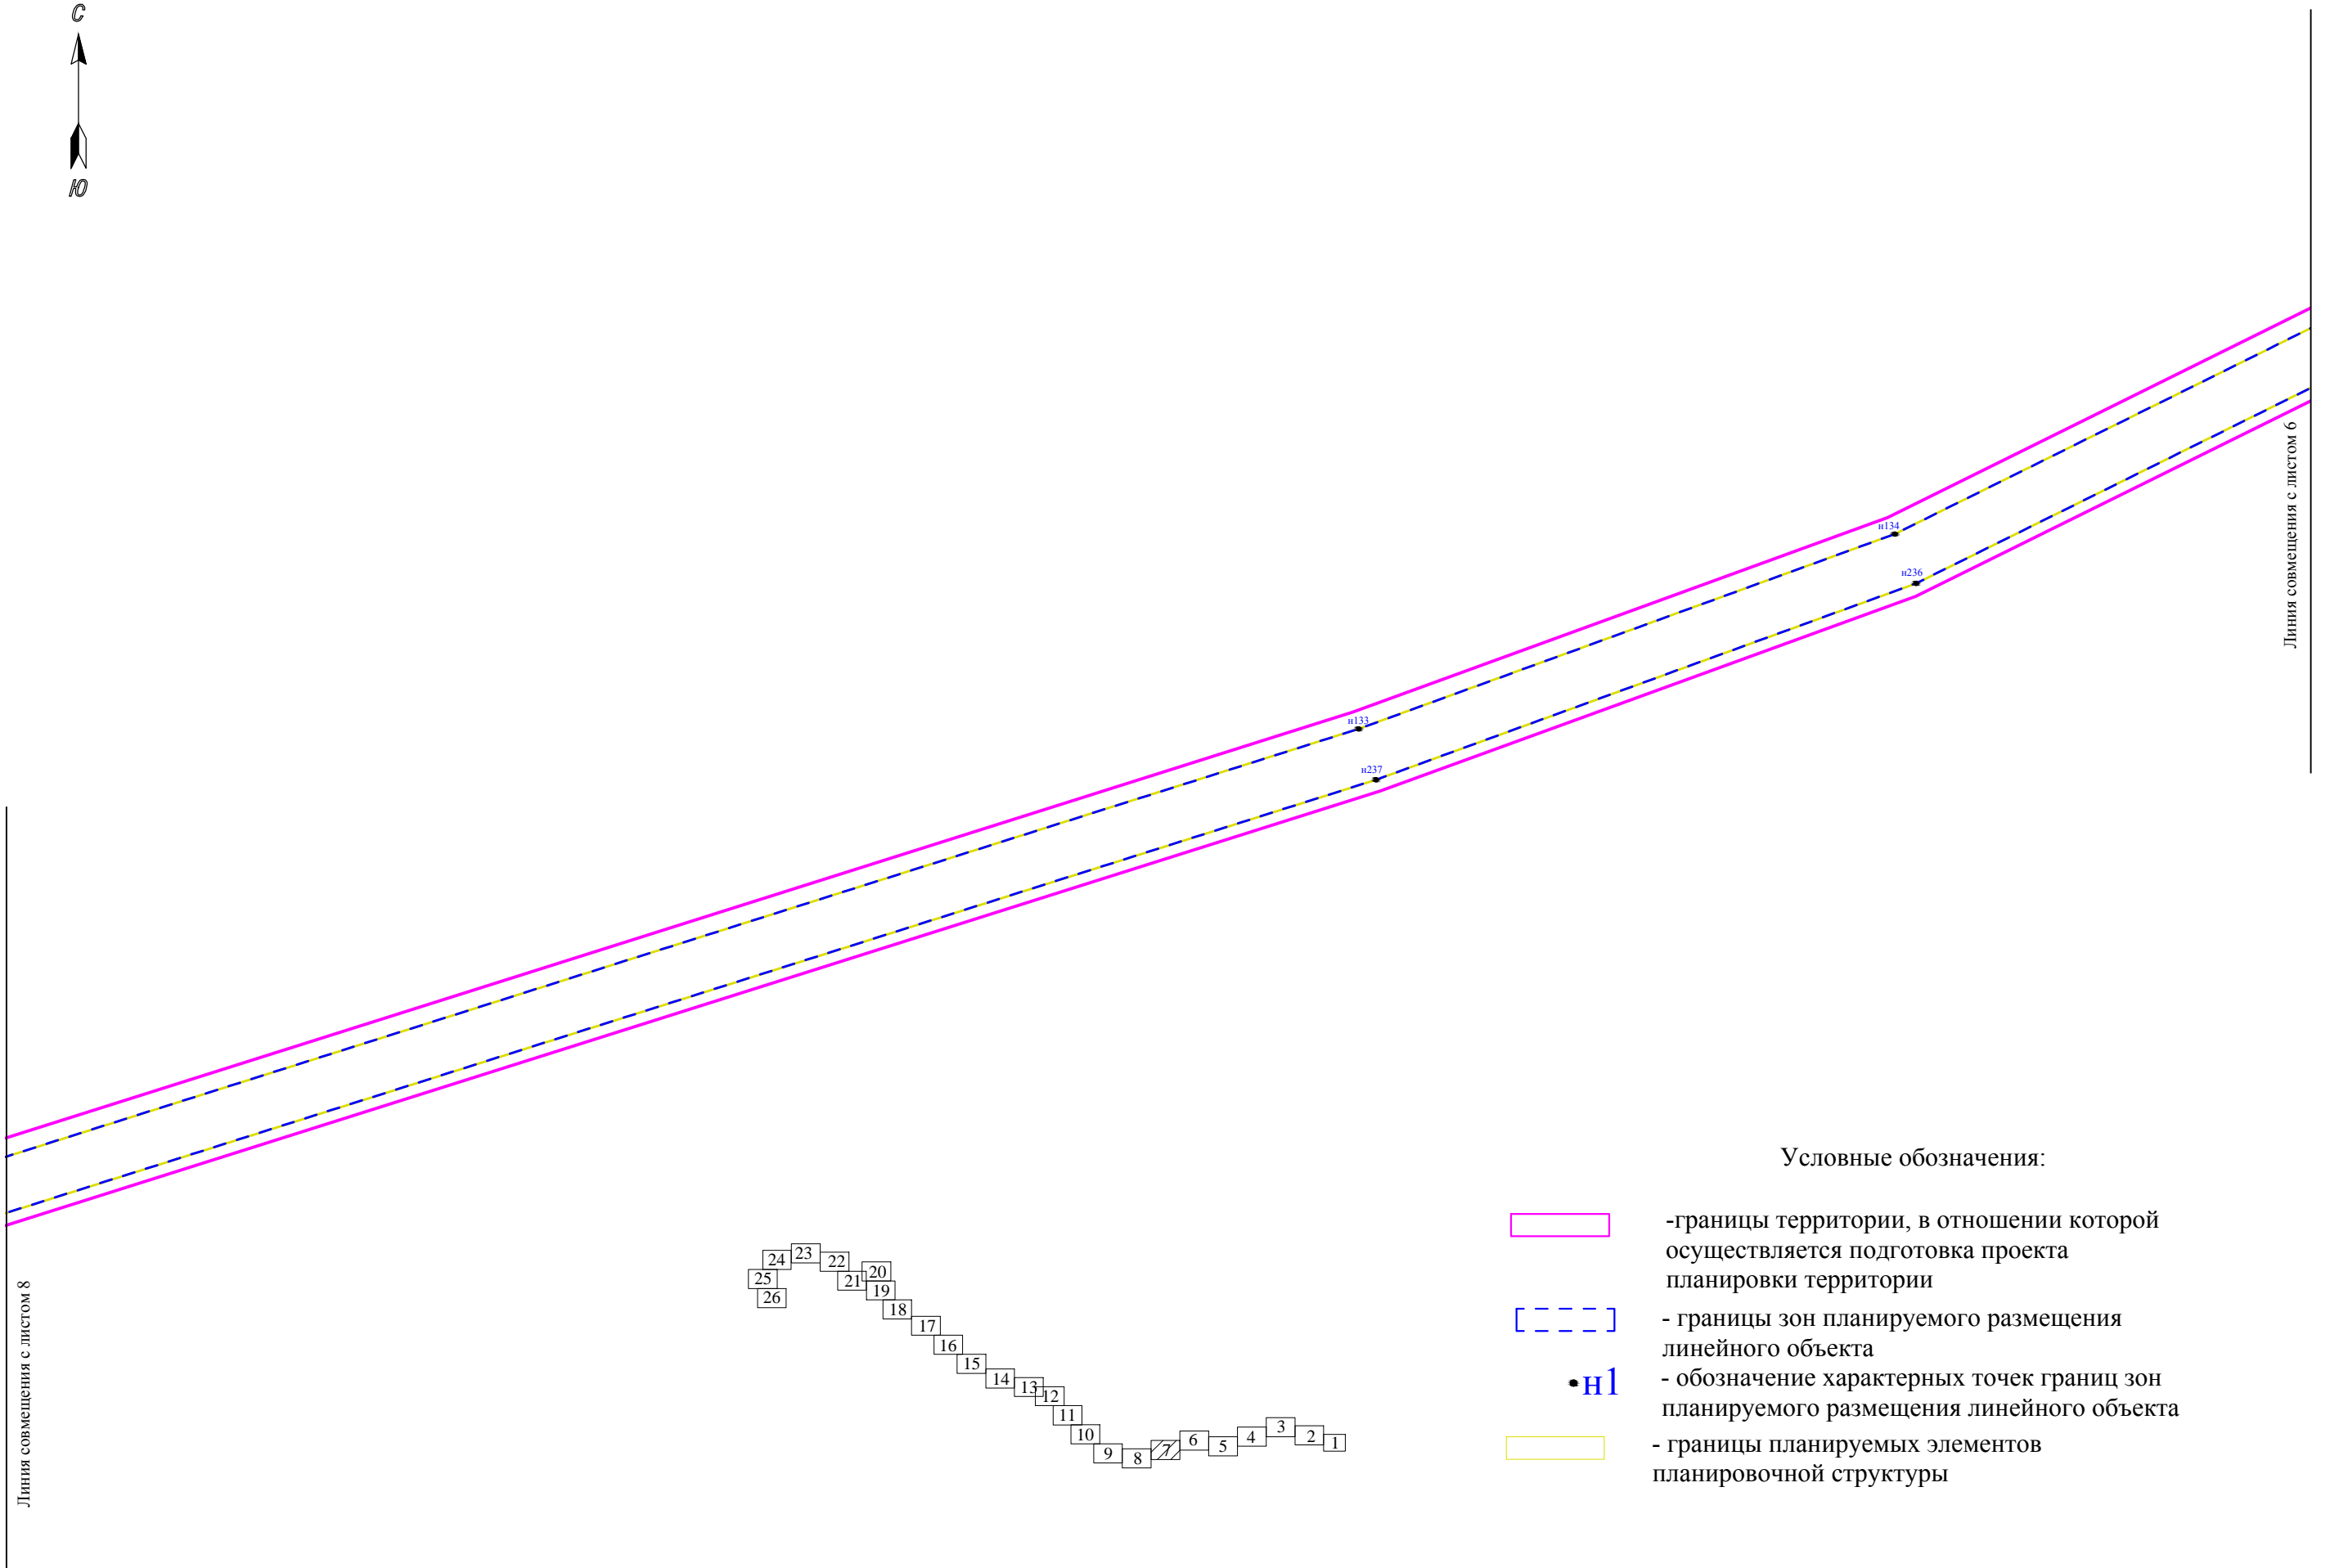 С
Ю
Линия совмещения с листом 6
н134
н236
н133
н237
Линия совмещения с листом 8
Условные обозначения:
-границы территории, в отношении которой
осуществляется подготовка проекта
планировки территории
- границы зон планируемого размещения
линейного объекта
н1
- обозначение характерных точек границ зон
планируемого размещения линейного объекта
- границы планируемых элементов
планировочной структуры
23
24
22
20
25
21
19
26
18
17
16
15
14
13
12
11
10
9
8
7
6
5
4
3
2
1